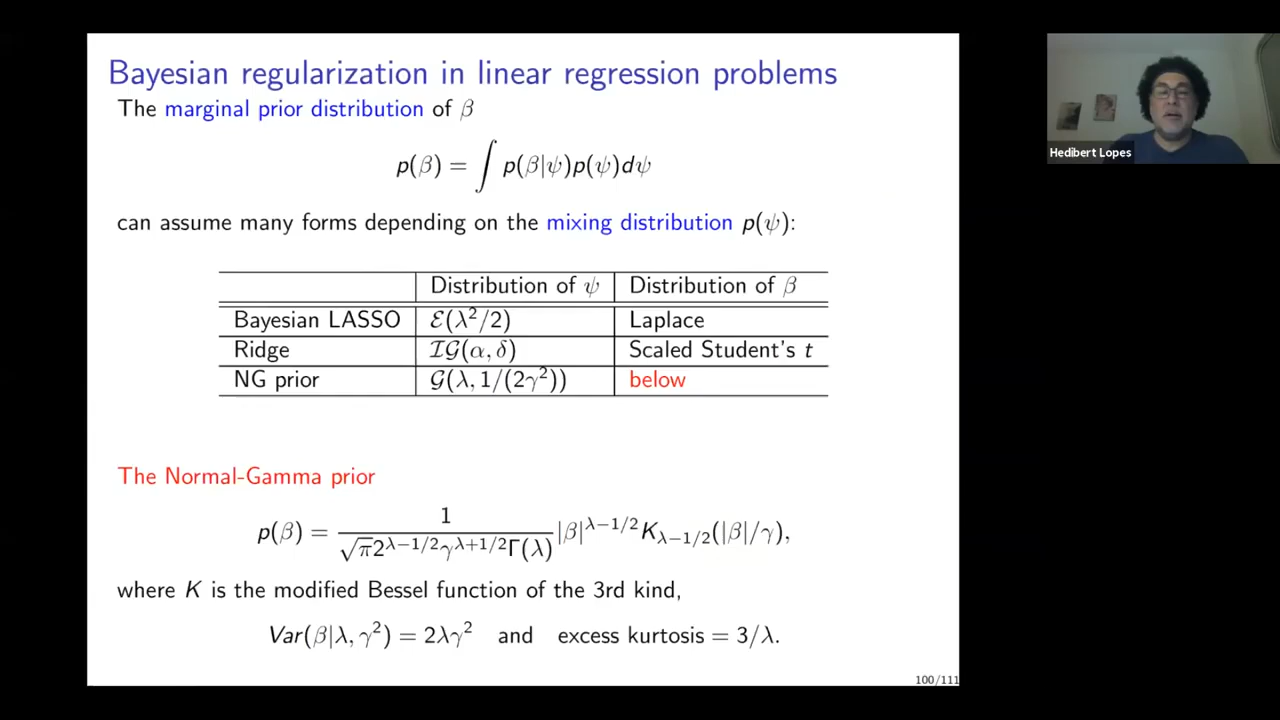 Bayesian regularization in linear regression problems
The marginal prior distribution of β
p(β) = ∫ p(β|ψ)p(ψ)dψ
can assume many forms depending on the mixing distribution p(ψ):
Distribution of ψ Distribution of β
Bayesian LASSO ℰ(λ²/2) Laplace
Ridge ℐ𝒢(α, δ) Scaled Student's t
NG prior 𝒢(λ, 1/(2γ²)) below
The Normal-Gamma prior
p(β) = 1 / (√π2^{λ−1/2}γ^{λ+1/2}Γ(λ)) |β|^{λ−1/2}K_{λ−1/2}(|β|/γ),
where K is the modified Bessel function of the 3rd kind,
Var(β|λ, γ²) = 2λγ² and excess kurtosis = 3/λ.
100/111
Hedibert Lopes